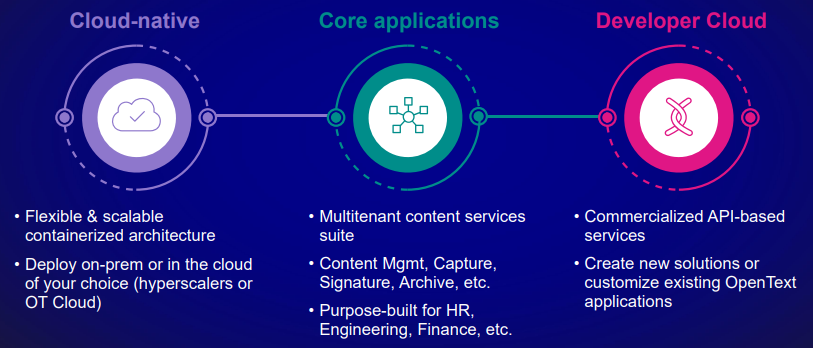 Cloud-native
Core applications
Developer Cloud
• Flexible & scalable
containerized architecture
• Deploy on-prem or in the cloud
of your choice (hyperscalers or
OT Cloud)
• Multitenant content services
suite
• Content Mgmt, Capture,
Signature, Archive, etc.
• Purpose-built for HR,
Engineering, Finance, etc.
• Commercialized API-based
services
• Create new solutions or
customize existing OpenText
applications